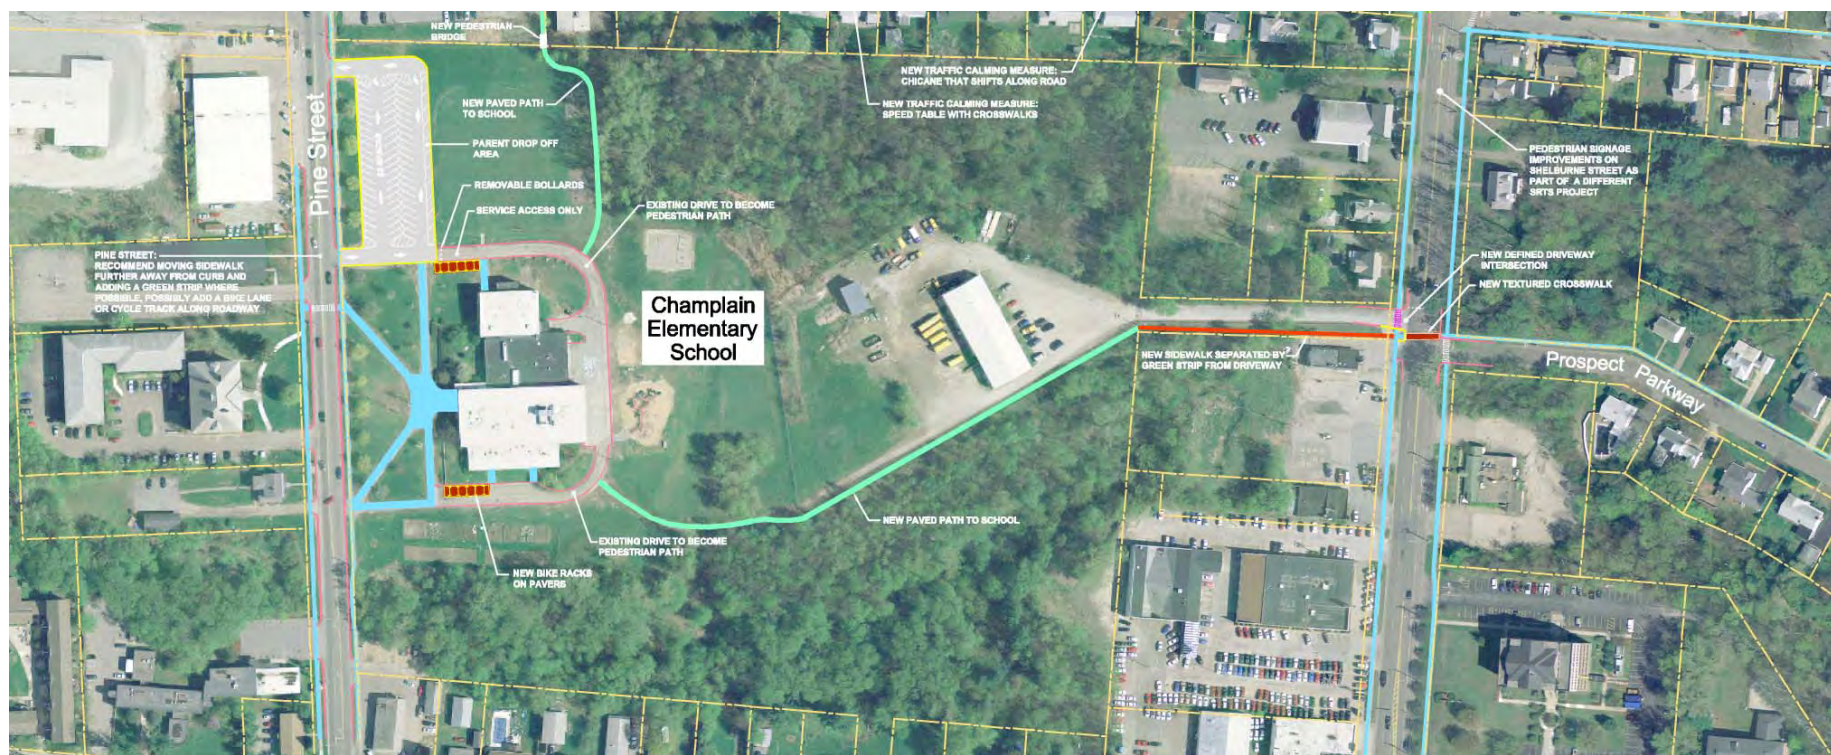 NEW PEDESTRIAN
BRIDGE
NEW TRAFFIC CALMING MEASURE:
CHICANE THAT SHIFTS ALONG ROAD
NEW PAVED PATH
TO SCHOOL
NEW TRAFFIC CALMING MEASURE:
SPEED TABLE WITH CROSSWALKS
Pine Street
PARENT DROP OFF
AREA
PEDESTRIAN SIGNAGE
IMPROVEMENTS ON
SHELBURNE STREET AS
PART OF A DIFFERENT
SRTS PROJECT
REMOVABLE BOLLARDS
SERVICE ACCESS ONLY
EXISTING DRIVE TO BECOME
PEDESTRIAN PATH
PINE STREET:
RECOMMEND MOVING SIDEWALK
FURTHER AWAY FROM CURB AND
ADDING A GREEN STRIP WHERE
POSSIBLE, POSSIBLY ADD A BIKE LANE
OR CYCLE TRACK ALONG ROADWAY
NEW DEFINED DRIVEWAY
INTERSECTION
NEW TEXTURED CROSSWALK
Champlain
Elementary
School
NEW SIDEWALK SEPARATED BY
GREEN STRIP FROM DRIVEWAY
Prospect Parkway
NEW PAVED PATH TO SCHOOL
EXISTING DRIVE TO BECOME
PEDESTRIAN PATH
NEW BIKE RACKS
ON PAVERS